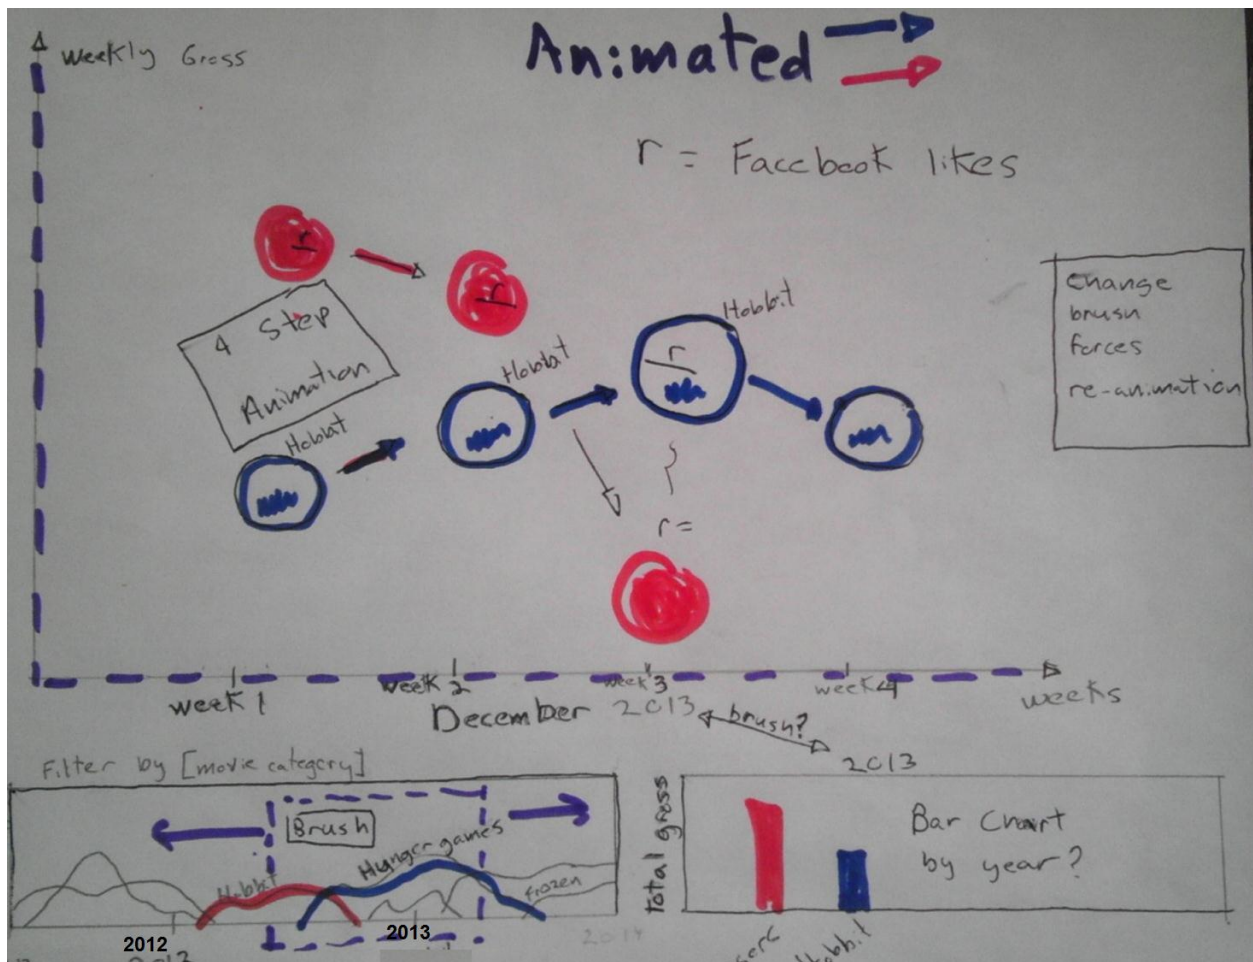 Animated
Weekly Gross
r = Facebook likes
r
r
4 Step
Animation
Hobbit
Hobbit
r
Hobbit
r =
change
brush
forces
re-animation
week 1
week 2
week 3
week 4
weeks
December 2013
brush?
Filter by [movie category]
Brush
Hobbit
Hunger games
Frozen
2012
2013
2013
2014
2013
total gross
Bar Chart
by year?
Hobbit